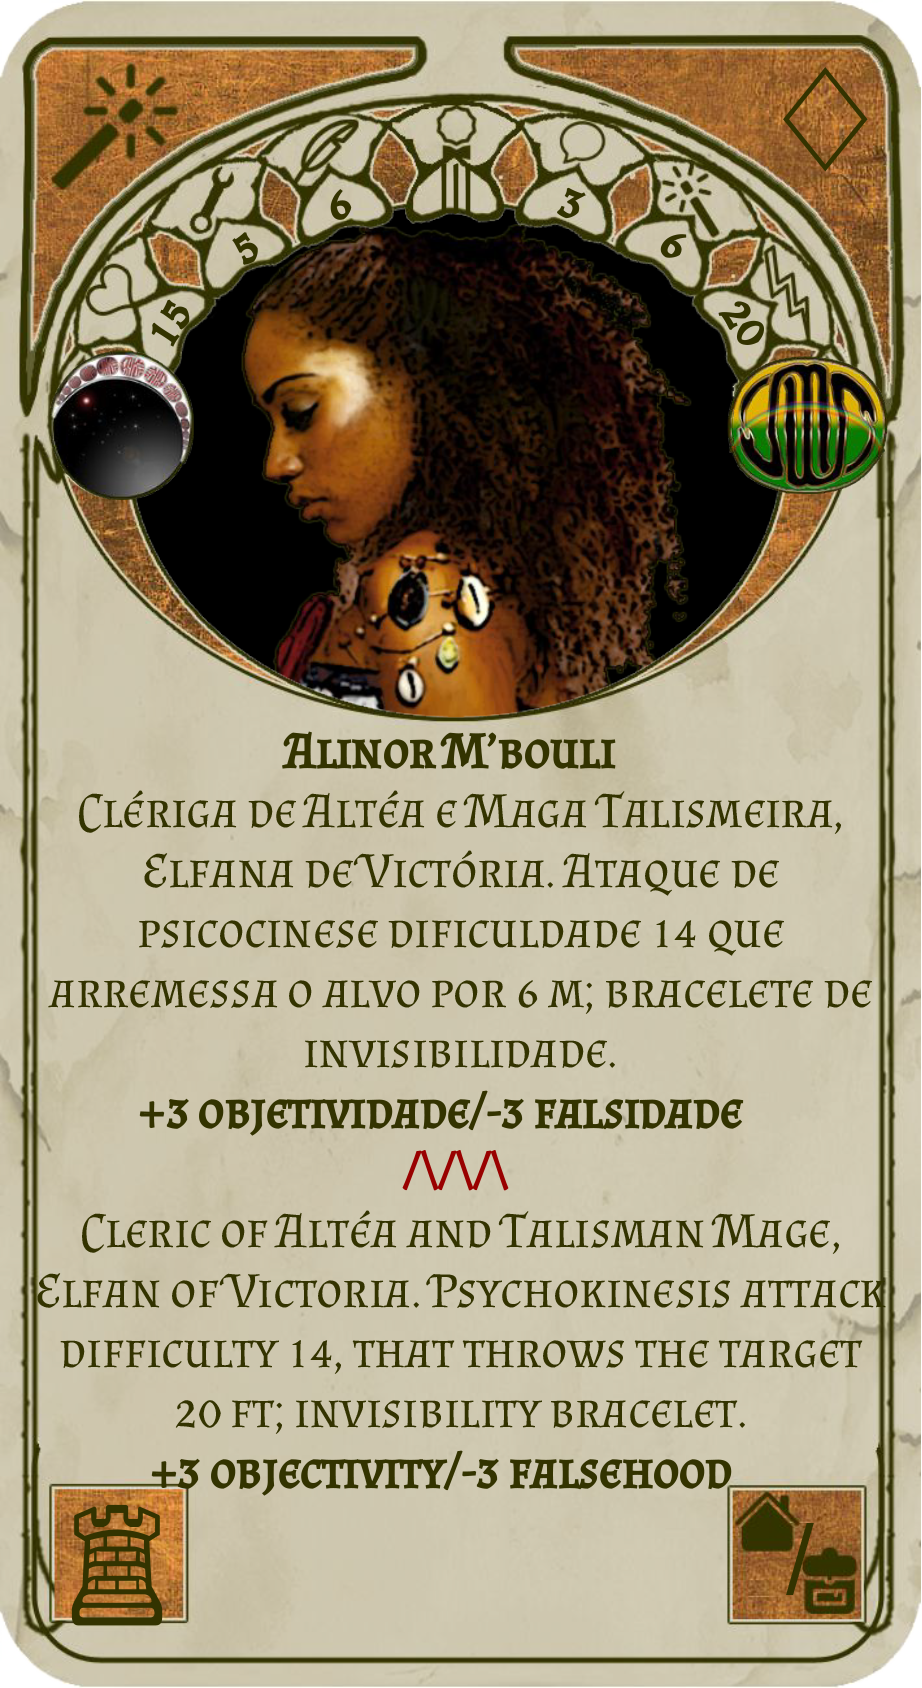 6
3
5
6
15
20
Alinor M'bouli
Clériga de Altéa e Maga Talismeira,
Elfana de Victória. Ataque de
psicocinese dificuldade 14 que
arremessa o alvo por 6 m; bracelete de
invisibilidade.
+3 objetividade/-3 falsidade
Cleric of Altéa and Talisman Mage,
Elfan of Victoria. Psychokinesis attack
difficulty 14, that throws the target
20 ft; invisibility bracelet.
+3 objectivity/-3 falsehood